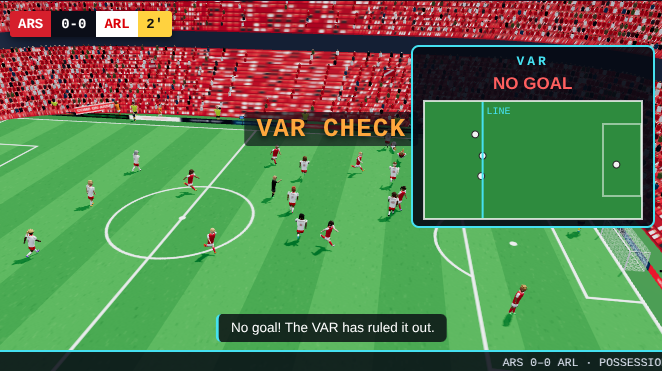 ARS 0-0 ARL 2'
VAR
NO GOAL
LINE
VAR CHECK
No goal! The VAR has ruled it out.
ARS 0–0 ARL · POSSESSIO